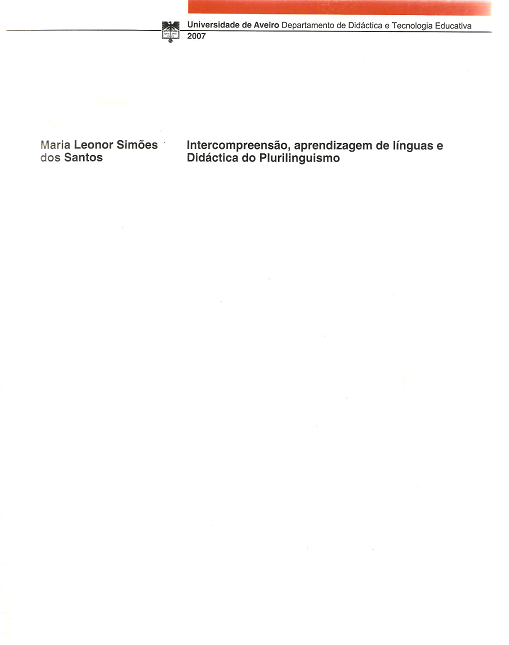 Universidade de Aveiro Departamento de Didáctica e Tecnologia Educativa
2007
Maria Leonor Simões
dos Santos
Intercompreensão, aprendizagem de línguas e
Didáctica do Plurilinguismo